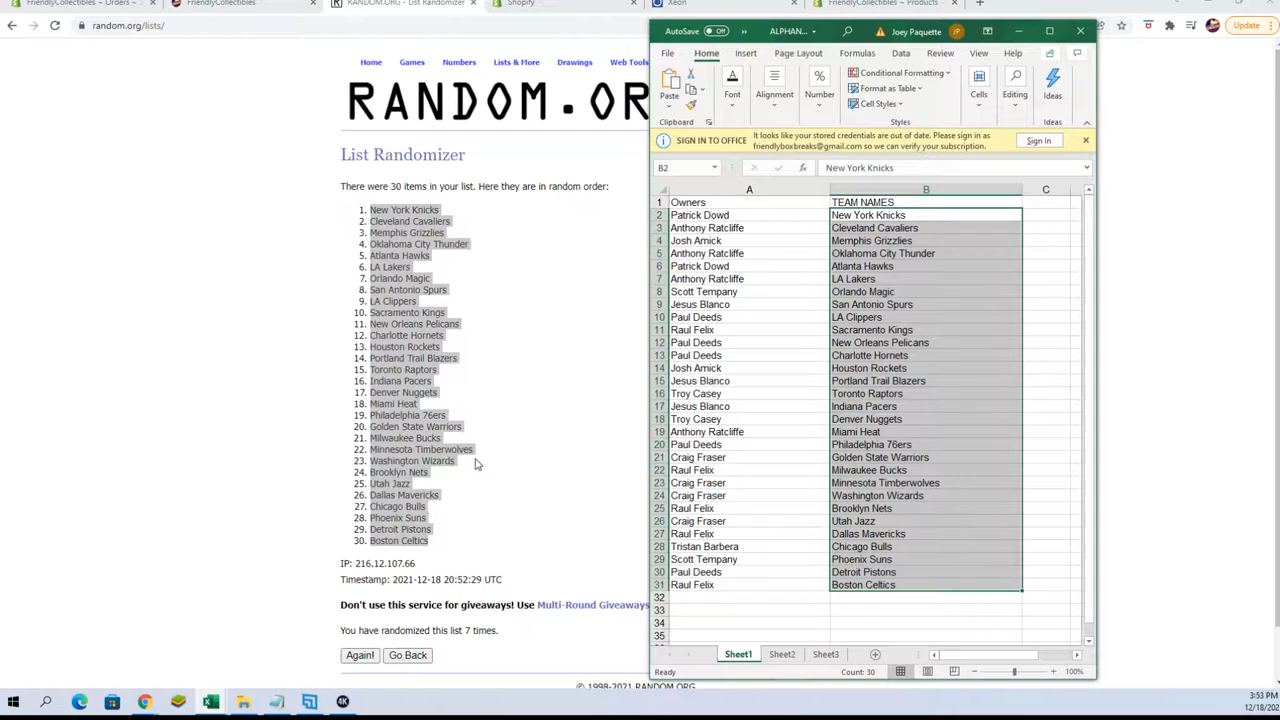 FriendlyCollectibles ~ Orders ~
FriendlyCollectibles
RANDOM.ORG - List Randomizer
Shopify
Xeon
FriendlyCollectibles ~ Products ~
random.org/lists/
Update
Home Games Numbers Lists & More Drawings Web Tools
RANDOM.OR
List Randomizer
There were 30 items in your list. Here they are in random order:
1. New York Knicks
2. Cleveland Cavaliers
3. Memphis Grizzlies
4. Oklahoma City Thunder
5. Atlanta Hawks
6. LA Lakers
7. Orlando Magic
8. San Antonio Spurs
9. LA Clippers
10. Sacramento Kings
11. New Orleans Pelicans
12. Charlotte Hornets
13. Houston Rockets
14. Portland Trail Blazers
15. Toronto Raptors
16. Indiana Pacers
17. Denver Nuggets
18. Miami Heat
19. Philadelphia 76ers
20. Golden State Warriors
21. Milwaukee Bucks
22. Minnesota Timberwolves
23. Washington Wizards
24. Brooklyn Nets
25. Utah Jazz
26. Dallas Mavericks
27. Chicago Bulls
28. Phoenix Suns
29. Detroit Pistons
30. Boston Celtics
IP: 216.12.107.66
Timestamp: 2021-12-18 20:52:29 UTC
Don't use this service for giveaways! Use Multi-Round Giveaways
You have randomized this list 7 times.
Again! Go Back
© 1998-2021 RANDOM.ORG
AutoSave Off ALPHAN... Joey Paquette JP
File Home Insert Page Layout Formulas Data Review View Help
Paste
Clipboard
Font
Alignment
Number
Conditional Formatting
Format as Table
Cell Styles
Styles
Cells
Editing
Ideas
Ideas
SIGN IN TO OFFICE It looks like your stored credentials are out of date. Please sign in as
friendlyboxbreaks@gmail.com so we can verify your subscription.
Sign In
B2 fx New York Knicks
A B C
1 Owners TEAM NAMES
2 Patrick Dowd New York Knicks
3 Anthony Ratcliffe Cleveland Cavaliers
4 Josh Amick Memphis Grizzlies
5 Anthony Ratcliffe Oklahoma City Thunder
6 Patrick Dowd Atlanta Hawks
7 Anthony Ratcliffe LA Lakers
8 Scott Tempany Orlando Magic
9 Jesus Blanco San Antonio Spurs
10 Paul Deeds LA Clippers
11 Raul Felix Sacramento Kings
12 Paul Deeds New Orleans Pelicans
13 Paul Deeds Charlotte Hornets
14 Josh Amick Houston Rockets
15 Jesus Blanco Portland Trail Blazers
16 Troy Casey Toronto Raptors
17 Jesus Blanco Indiana Pacers
18 Troy Casey Denver Nuggets
19 Anthony Ratcliffe Miami Heat
20 Paul Deeds Philadelphia 76ers
21 Craig Fraser Golden State Warriors
22 Raul Felix Milwaukee Bucks
23 Craig Fraser Minnesota Timberwolves
24 Craig Fraser Washington Wizards
25 Raul Felix Brooklyn Nets
26 Craig Fraser Utah Jazz
27 Raul Felix Dallas Mavericks
28 Tristan Barbera Chicago Bulls
29 Scott Tempany Phoenix Suns
30 Paul Deeds Detroit Pistons
31 Raul Felix Boston Celtics
32
33
34
35
Sheet1 Sheet2 Sheet3
Ready Count: 30 100%
4K
3:53 PM
12/18/202